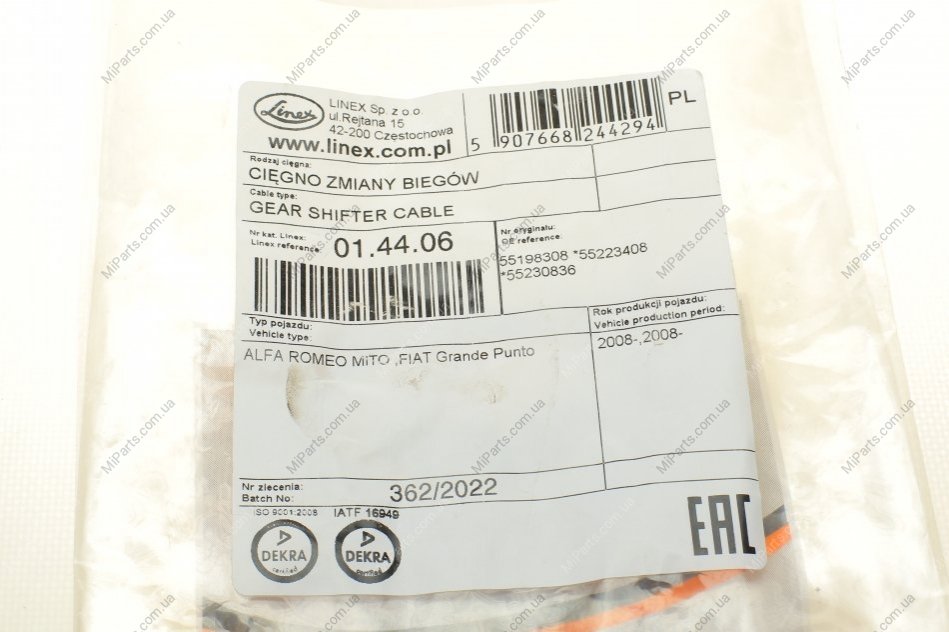 Linex
LINEX Sp. z o o.
ul.Rejtana 15
42-200 Częstochowa
www.linex.com.pl
5 907668 244294
PL
Rodzaj cięgna:
CIĘGNO ZMIANY BIEGÓW
Cable type:
GEAR SHIFTER CABLE
Nr kat. Linex:
Linex reference:
01.44.06
Nr oryginału:
OE reference:
55198308 *55223408
*55230836
Typ pojazdu:
Vehicle type:
Rok produkcji pojazdu:
Vehicle production period:
ALFA ROMEO MiTO ,FIAT Grande Punto
2008-,2008-
Nr zlecenia:
Batch No:
362/2022
ISO 9001:2008
IATF 16949
DEKRA
certified
DEKRA
certified
EAC
MiParts.com.ua